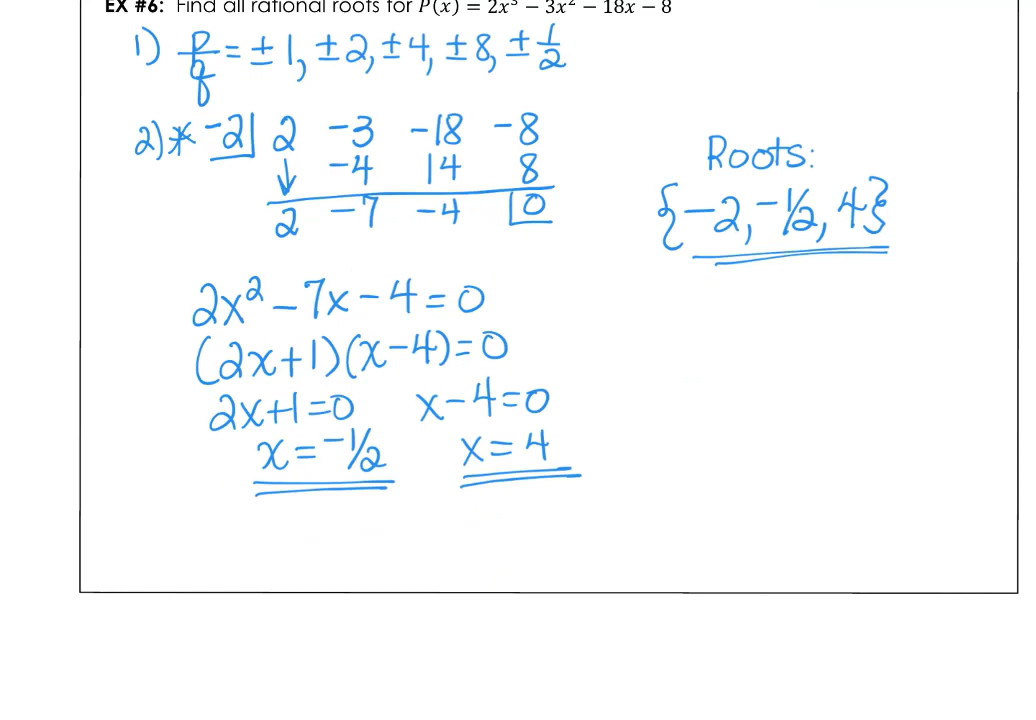 EX #6: Find all rational roots for P(x) = 2x³ − 3x² − 18x − 8
1) p/q = ±1, ±2, ±4, ±8, ±1/2
2)* -2| 2 -3 -18 -8
↓ -4 14 8
2 -7 -4 |0
Roots:
{-2, -1/2, 4}
2x² - 7x - 4 = 0
(2x+1)(x-4)=0
2x+1=0 x-4=0
x = -1/2 x = 4